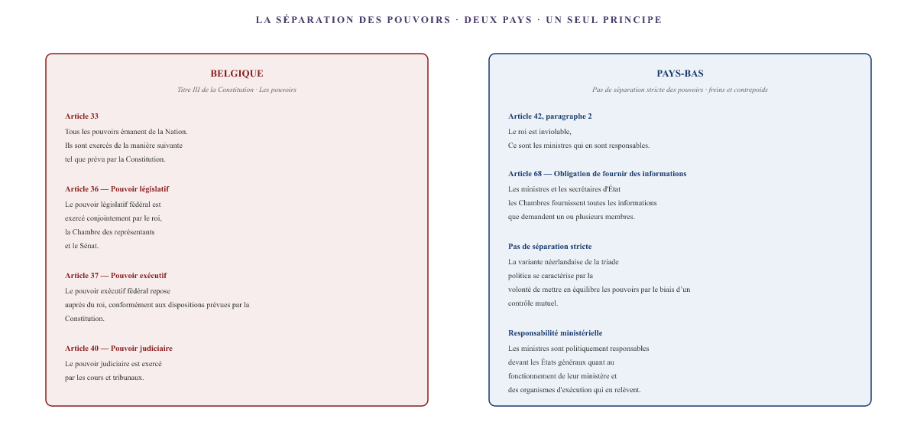 LA SÉPARATION DES POUVOIRS · DEUX PAYS · UN SEUL PRINCIPE
BELGIQUE
Titre III de la Constitution · Les pouvoirs
Article 33
Tous les pouvoirs émanent de la Nation.
Ils sont exercés de la manière suivante
tel que prévu par la Constitution.
Article 36 — Pouvoir législatif
Le pouvoir législatif fédéral est
exercé conjointement par le roi,
la Chambre des représentants
et le Sénat.
Article 37 — Pouvoir exécutif
Le pouvoir exécutif fédéral repose
auprès du roi, conformément aux dispositions prévues par la
Constitution.
Article 40 — Pouvoir judiciaire
Le pouvoir judiciaire est exercé
par les cours et tribunaux.
PAYS-BAS
Pas de séparation stricte des pouvoirs · freins et contrepoids
Article 42, paragraphe 2
Le roi est inviolable,
Ce sont les ministres qui en sont responsables.
Article 68 — Obligation de fournir des informations
Les ministres et les secrétaires d'État
les Chambres fournissent toutes les informations
que demandent un ou plusieurs membres.
Pas de séparation stricte
La variante néerlandaise de la triade
politica se caractérise par la
volonté de mettre en équilibre les pouvoirs par le biais d'un
contrôle mutuel.
Responsabilité ministérielle
Les ministres sont politiquement responsables
devant les États généraux quant au
fonctionnement de leur ministère et
des organismes d'exécution qui en relèvent.